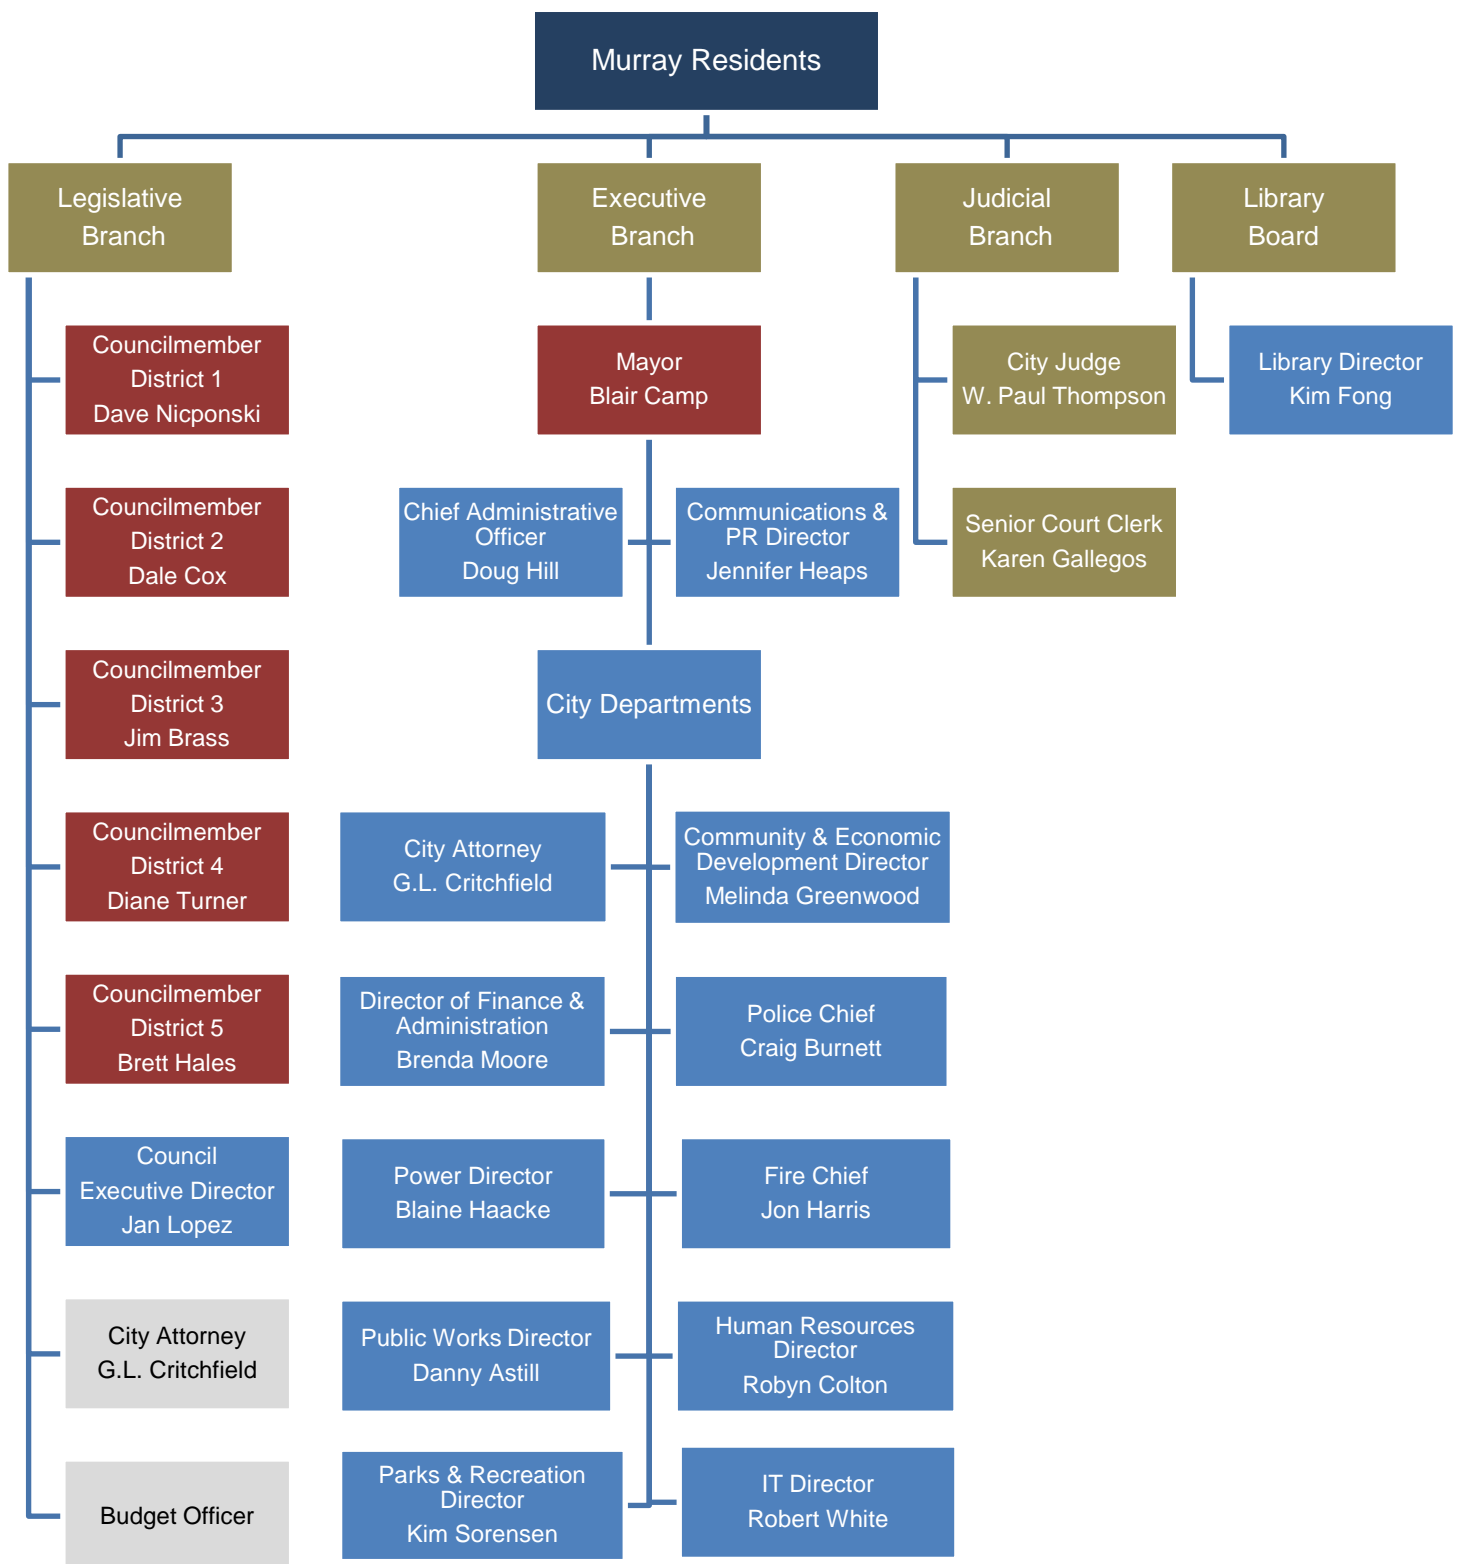 Murray Residents
Legislative
Branch
Executive
Branch
Judicial
Branch
Library
Board
Councilmember
District 1
Dave Nicponski
Mayor
Blair Camp
City Judge
W. Paul Thompson
Library Director
Kim Fong
Councilmember
District 2
Dale Cox
Chief Administrative
Officer
Doug Hill
Communications &
PR Director
Jennifer Heaps
Senior Court Clerk
Karen Gallegos
Councilmember
District 3
Jim Brass
City Departments
Councilmember
District 4
Diane Turner
City Attorney
G.L. Critchfield
Community & Economic
Development Director
Melinda Greenwood
Councilmember
District 5
Brett Hales
Director of Finance &
Administration
Brenda Moore
Police Chief
Craig Burnett
Council
Executive Director
Jan Lopez
Power Director
Blaine Haacke
Fire Chief
Jon Harris
City Attorney
G.L. Critchfield
Public Works Director
Danny Astill
Human Resources
Director
Robyn Colton
Budget Officer
Parks & Recreation
Director
Kim Sorensen
IT Director
Robert White